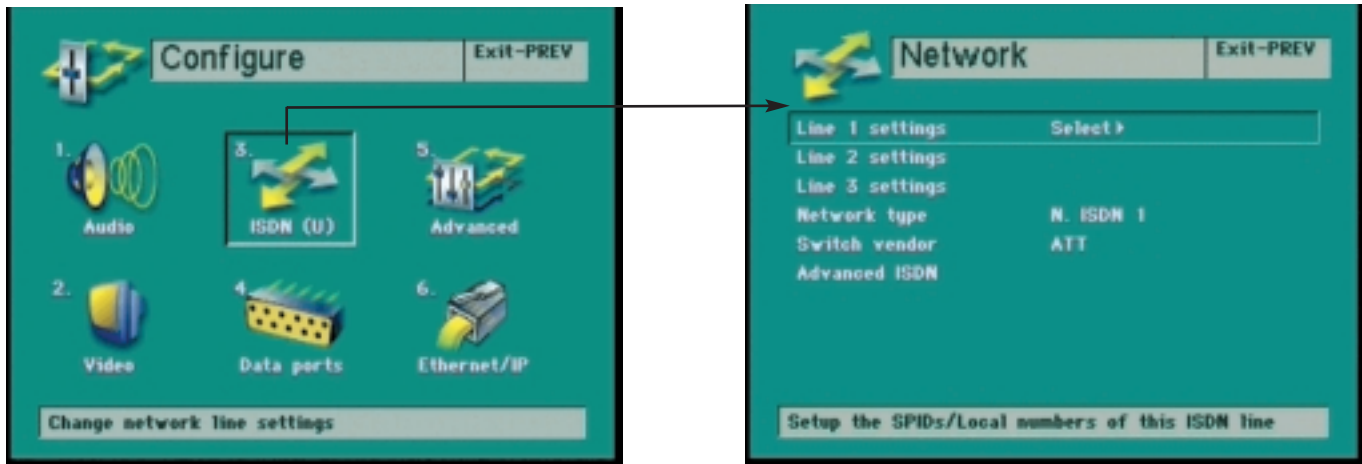 Configure
Exit-PREV
1.
Audio
3.
ISDN (U)
5.
Advanced
2.
Video
4.
Data ports
6.
Ethernet/IP
Change network line settings
Network
Exit-PREV
Line 1 settings Select
Line 2 settings
Line 3 settings
Network type N. ISDN 1
Switch vendor ATT
Advanced ISDN
Setup the SPIDs/Local numbers of this ISDN line